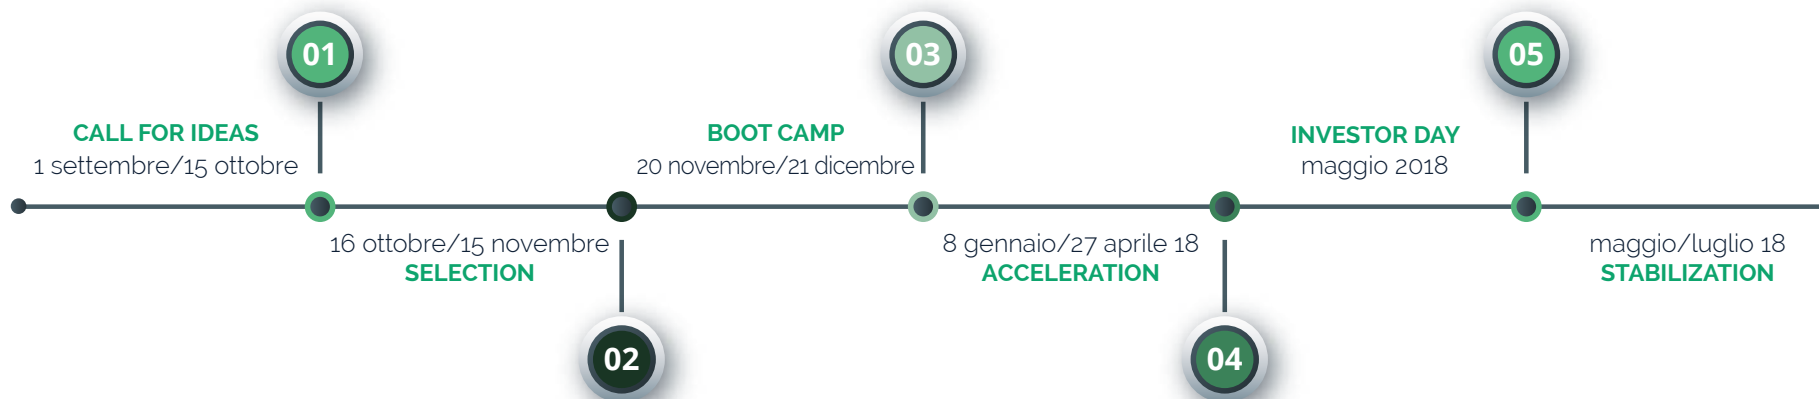 01
CALL FOR IDEAS
1 settembre/15 ottobre
16 ottobre/15 novembre
SELECTION
02
03
BOOT CAMP
20 novembre/21 dicembre
8 gennaio/27 aprile 18
ACCELERATION
04
05
INVESTOR DAY
maggio 2018
maggio/luglio 18
STABILIZATION